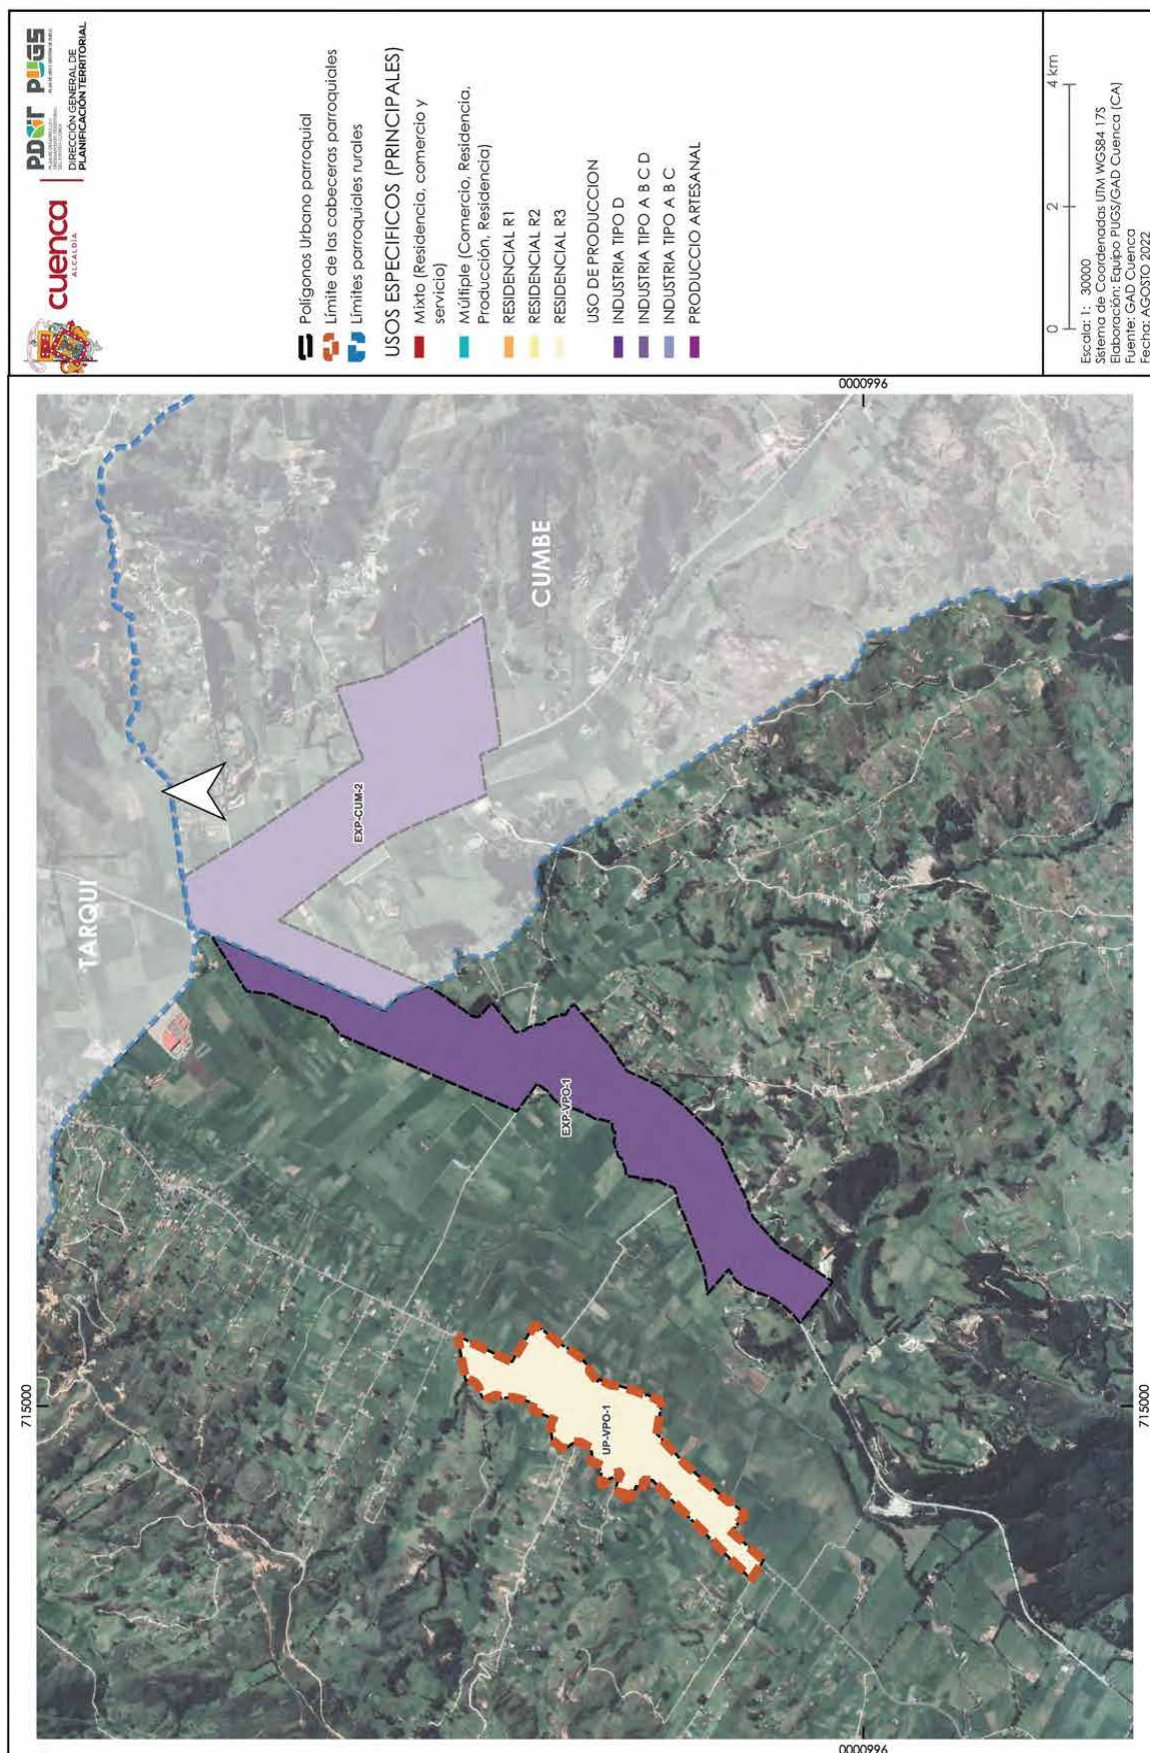 cuenca
ALCALDÍA
PDOT PUGS
DIRECCIÓN GENERAL DE
PLANIFICACIÓN TERRITORIAL
Polígonos Urbano parroquial
Límite de las cabeceras parroquiales
Límites parroquiales rurales
USOS ESPECIFICOS (PRINCIPALES)
Mixto (Residencia, comercio y
servicio)
Múltiple (Comercio, Residencia,
Producción, Residencia)
RESIDENCIAL R1
RESIDENCIAL R2
RESIDENCIAL R3
USO DE PRODUCCION
INDUSTRIA TIPO D
INDUSTRIA TIPO A B C D
INDUSTRIA TIPO A B C
PRODUCCIO ARTESANAL
0 2 4 km
Escala: 1: 30000
Sistema de Coordenadas UTM WGS84 17S
Elaboración: Equipo PUGS/GAD Cuenca (CA)
Fuente: GAD Cuenca
Fecha: AGOSTO 2022
715000
TARQUI
CUMBE
EXP-CUM-2
EXP-VPO-1
UP-VPO-1
715000
9660000
9660000